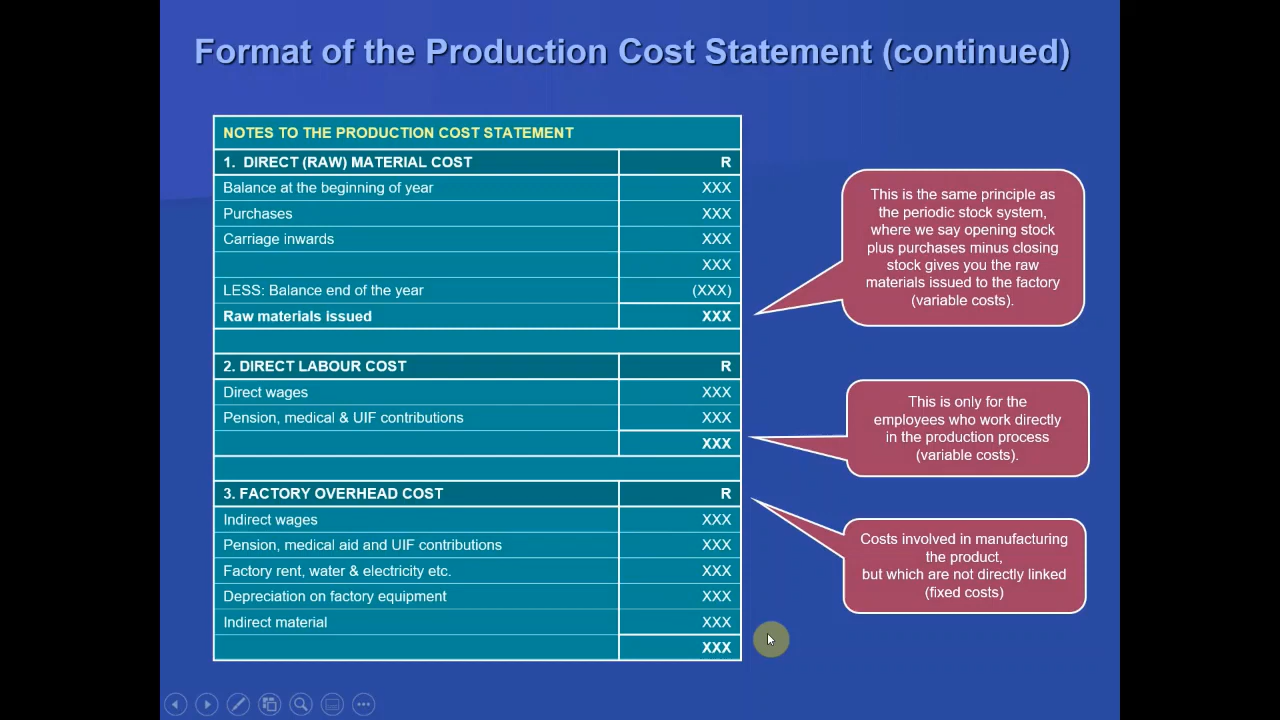 Format of the Production Cost Statement (continued)
NOTES TO THE PRODUCTION COST STATEMENT
1. DIRECT (RAW) MATERIAL COST R
Balance at the beginning of year XXX
Purchases XXX
Carriage inwards XXX
XXX
LESS: Balance end of the year (XXX)
Raw materials issued XXX
2. DIRECT LABOUR COST R
Direct wages XXX
Pension, medical & UIF contributions XXX
XXX
3. FACTORY OVERHEAD COST R
Indirect wages XXX
Pension, medical aid and UIF contributions XXX
Factory rent, water & electricity etc. XXX
Depreciation on factory equipment XXX
Indirect material XXX
XXX
This is the same principle as
the periodic stock system,
where we say opening stock
plus purchases minus closing
stock gives you the raw
materials issued to the factory
(variable costs).
This is only for the
employees who work directly
in the production process
(variable costs).
Costs involved in manufacturing
the product,
but which are not directly linked
(fixed costs)